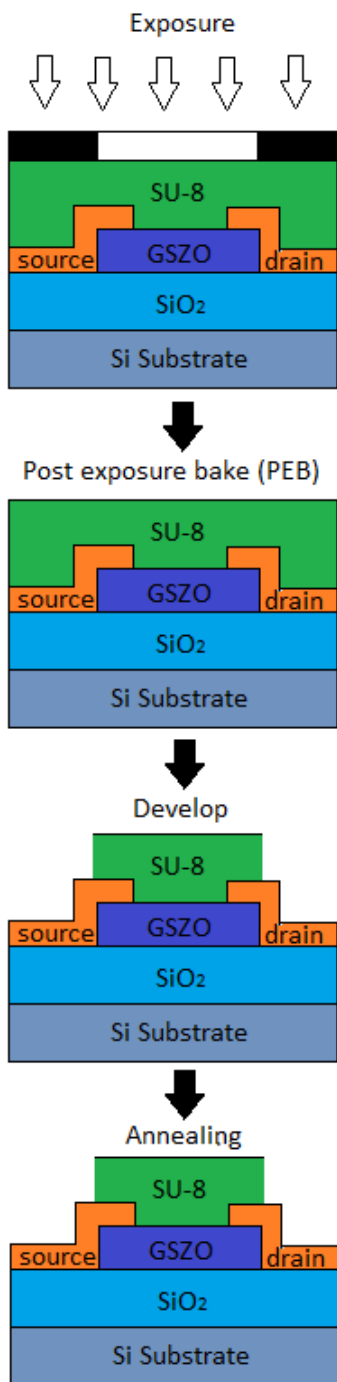 Exposure
SU-8
source GSZO drain
SiO2
Si Substrate
Post exposure bake (PEB)
SU-8
source GSZO drain
SiO2
Si Substrate
Develop
SU-8
source GSZO drain
SiO2
Si Substrate
Annealing
SU-8
source GSZO drain
SiO2
Si Substrate